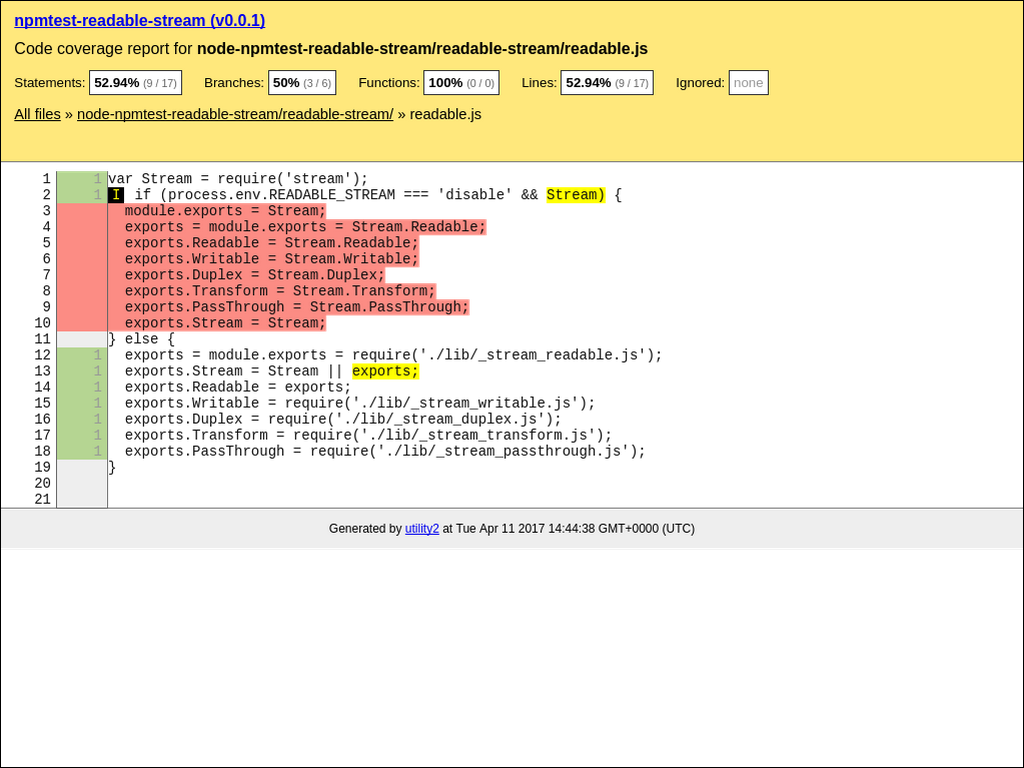 npmtest-readable-stream (v0.0.1)
Code coverage report for node-npmtest-readable-stream/readable-stream/readable.js
Statements: 52.94% (9 / 17) Branches: 50% (3 / 6) Functions: 100% (0 / 0) Lines: 52.94% (9 / 17) Ignored: none
All files » node-npmtest-readable-stream/readable-stream/ » readable.js
1 1 var Stream = require('stream');
2 1 I if (process.env.READABLE_STREAM === 'disable' && Stream) {
3   module.exports = Stream;
4   exports = module.exports = Stream.Readable;
5   exports.Readable = Stream.Readable;
6   exports.Writable = Stream.Writable;
7   exports.Duplex = Stream.Duplex;
8   exports.Transform = Stream.Transform;
9   exports.PassThrough = Stream.PassThrough;
10   exports.Stream = Stream;
11 } else {
12 1   exports = module.exports = require('./lib/_stream_readable.js');
13 1   exports.Stream = Stream || exports;
14 1   exports.Readable = exports;
15 1   exports.Writable = require('./lib/_stream_writable.js');
16 1   exports.Duplex = require('./lib/_stream_duplex.js');
17 1   exports.Transform = require('./lib/_stream_transform.js');
18 1   exports.PassThrough = require('./lib/_stream_passthrough.js');
19 }
20
21
Generated by utility2 at Tue Apr 11 2017 14:44:38 GMT+0000 (UTC)